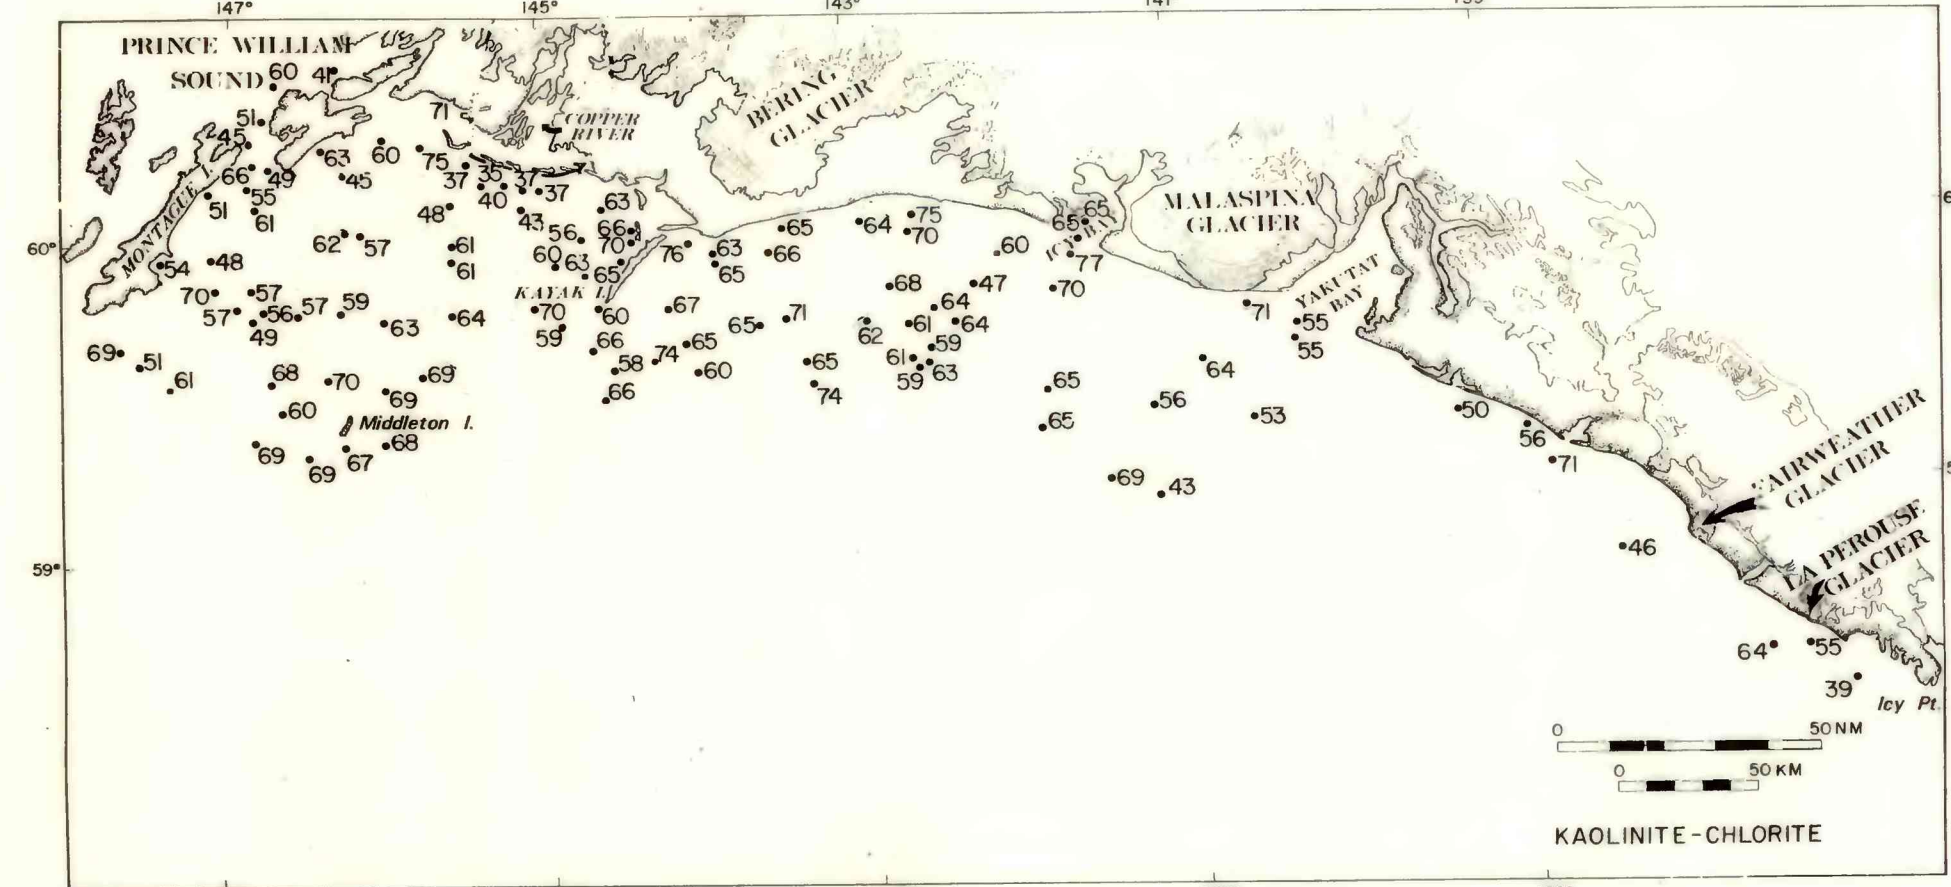 147° 145° 143° 141 139
PRINCE WILLIAM
SOUND
60 41
BERING
GLACIER
71
COPPER
RIVER
51
45
66 49 63 45 60 75
37 35 37 37
40
55
51
61
48 43 63
MONTAGUE I.
62 57
61
61
56 66
70
60 63 65
76 63
65
65
66
64 75
70
60
65
65
ICY BAY
77
MALASPINA
GLACIER
60°
54 48
KAYAK I.
YAKUTAT
BAY
70 57
57 56 57 59
49
63 64
70
59
60
66
67
65 71
68 47
64
62 61 64
70
71
55
55
69 51
61
68 70 69
69
60
58 74 65
60
66
65
74
61 59
59 63
65
65
64
56 53
50
56
71
Middleton I.
69
69 67 68
69 43
FAIRWEATHER
GLACIER
46
59°
LA PEROUSE
GLACIER
64 55
39
Icy Pt.
0 50 NM
0 50 KM
KAOLINITE-CHLORITE